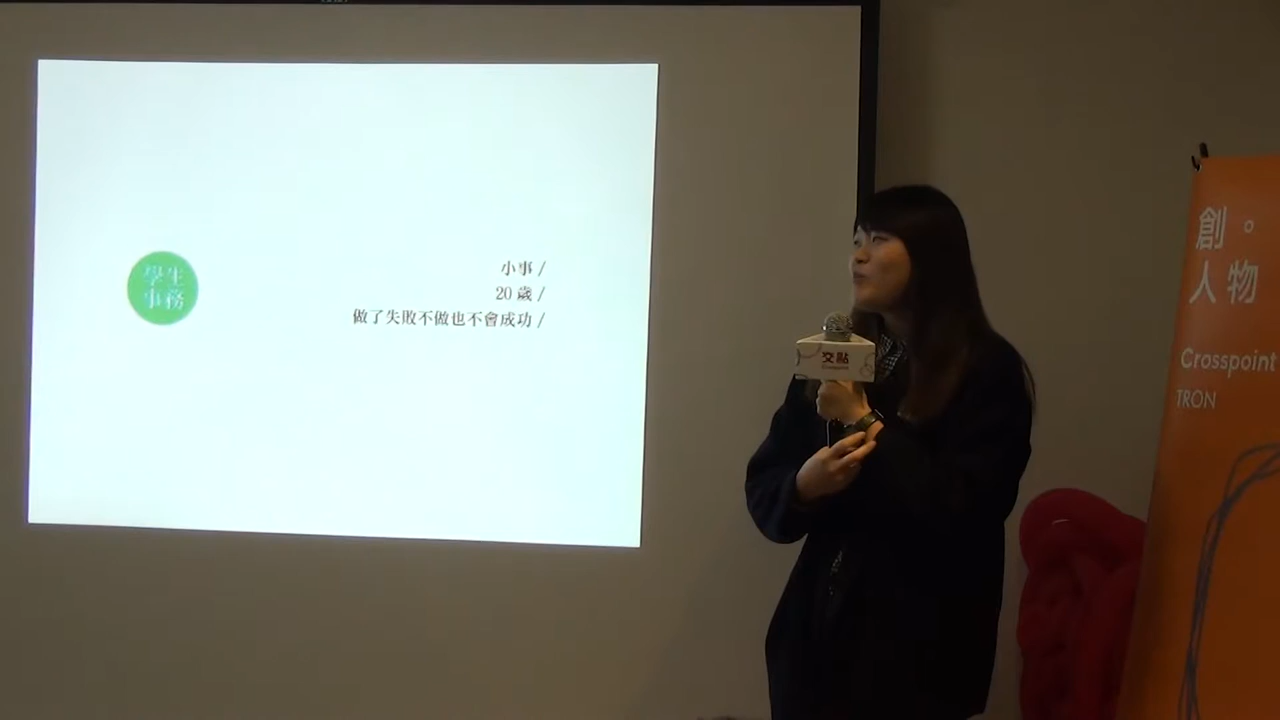 學生
事務
小事 /
20 歲 /
做了失敗不做也不會成功 /
交點
Crosspoint
創。
人物
Crosspoint
TRON